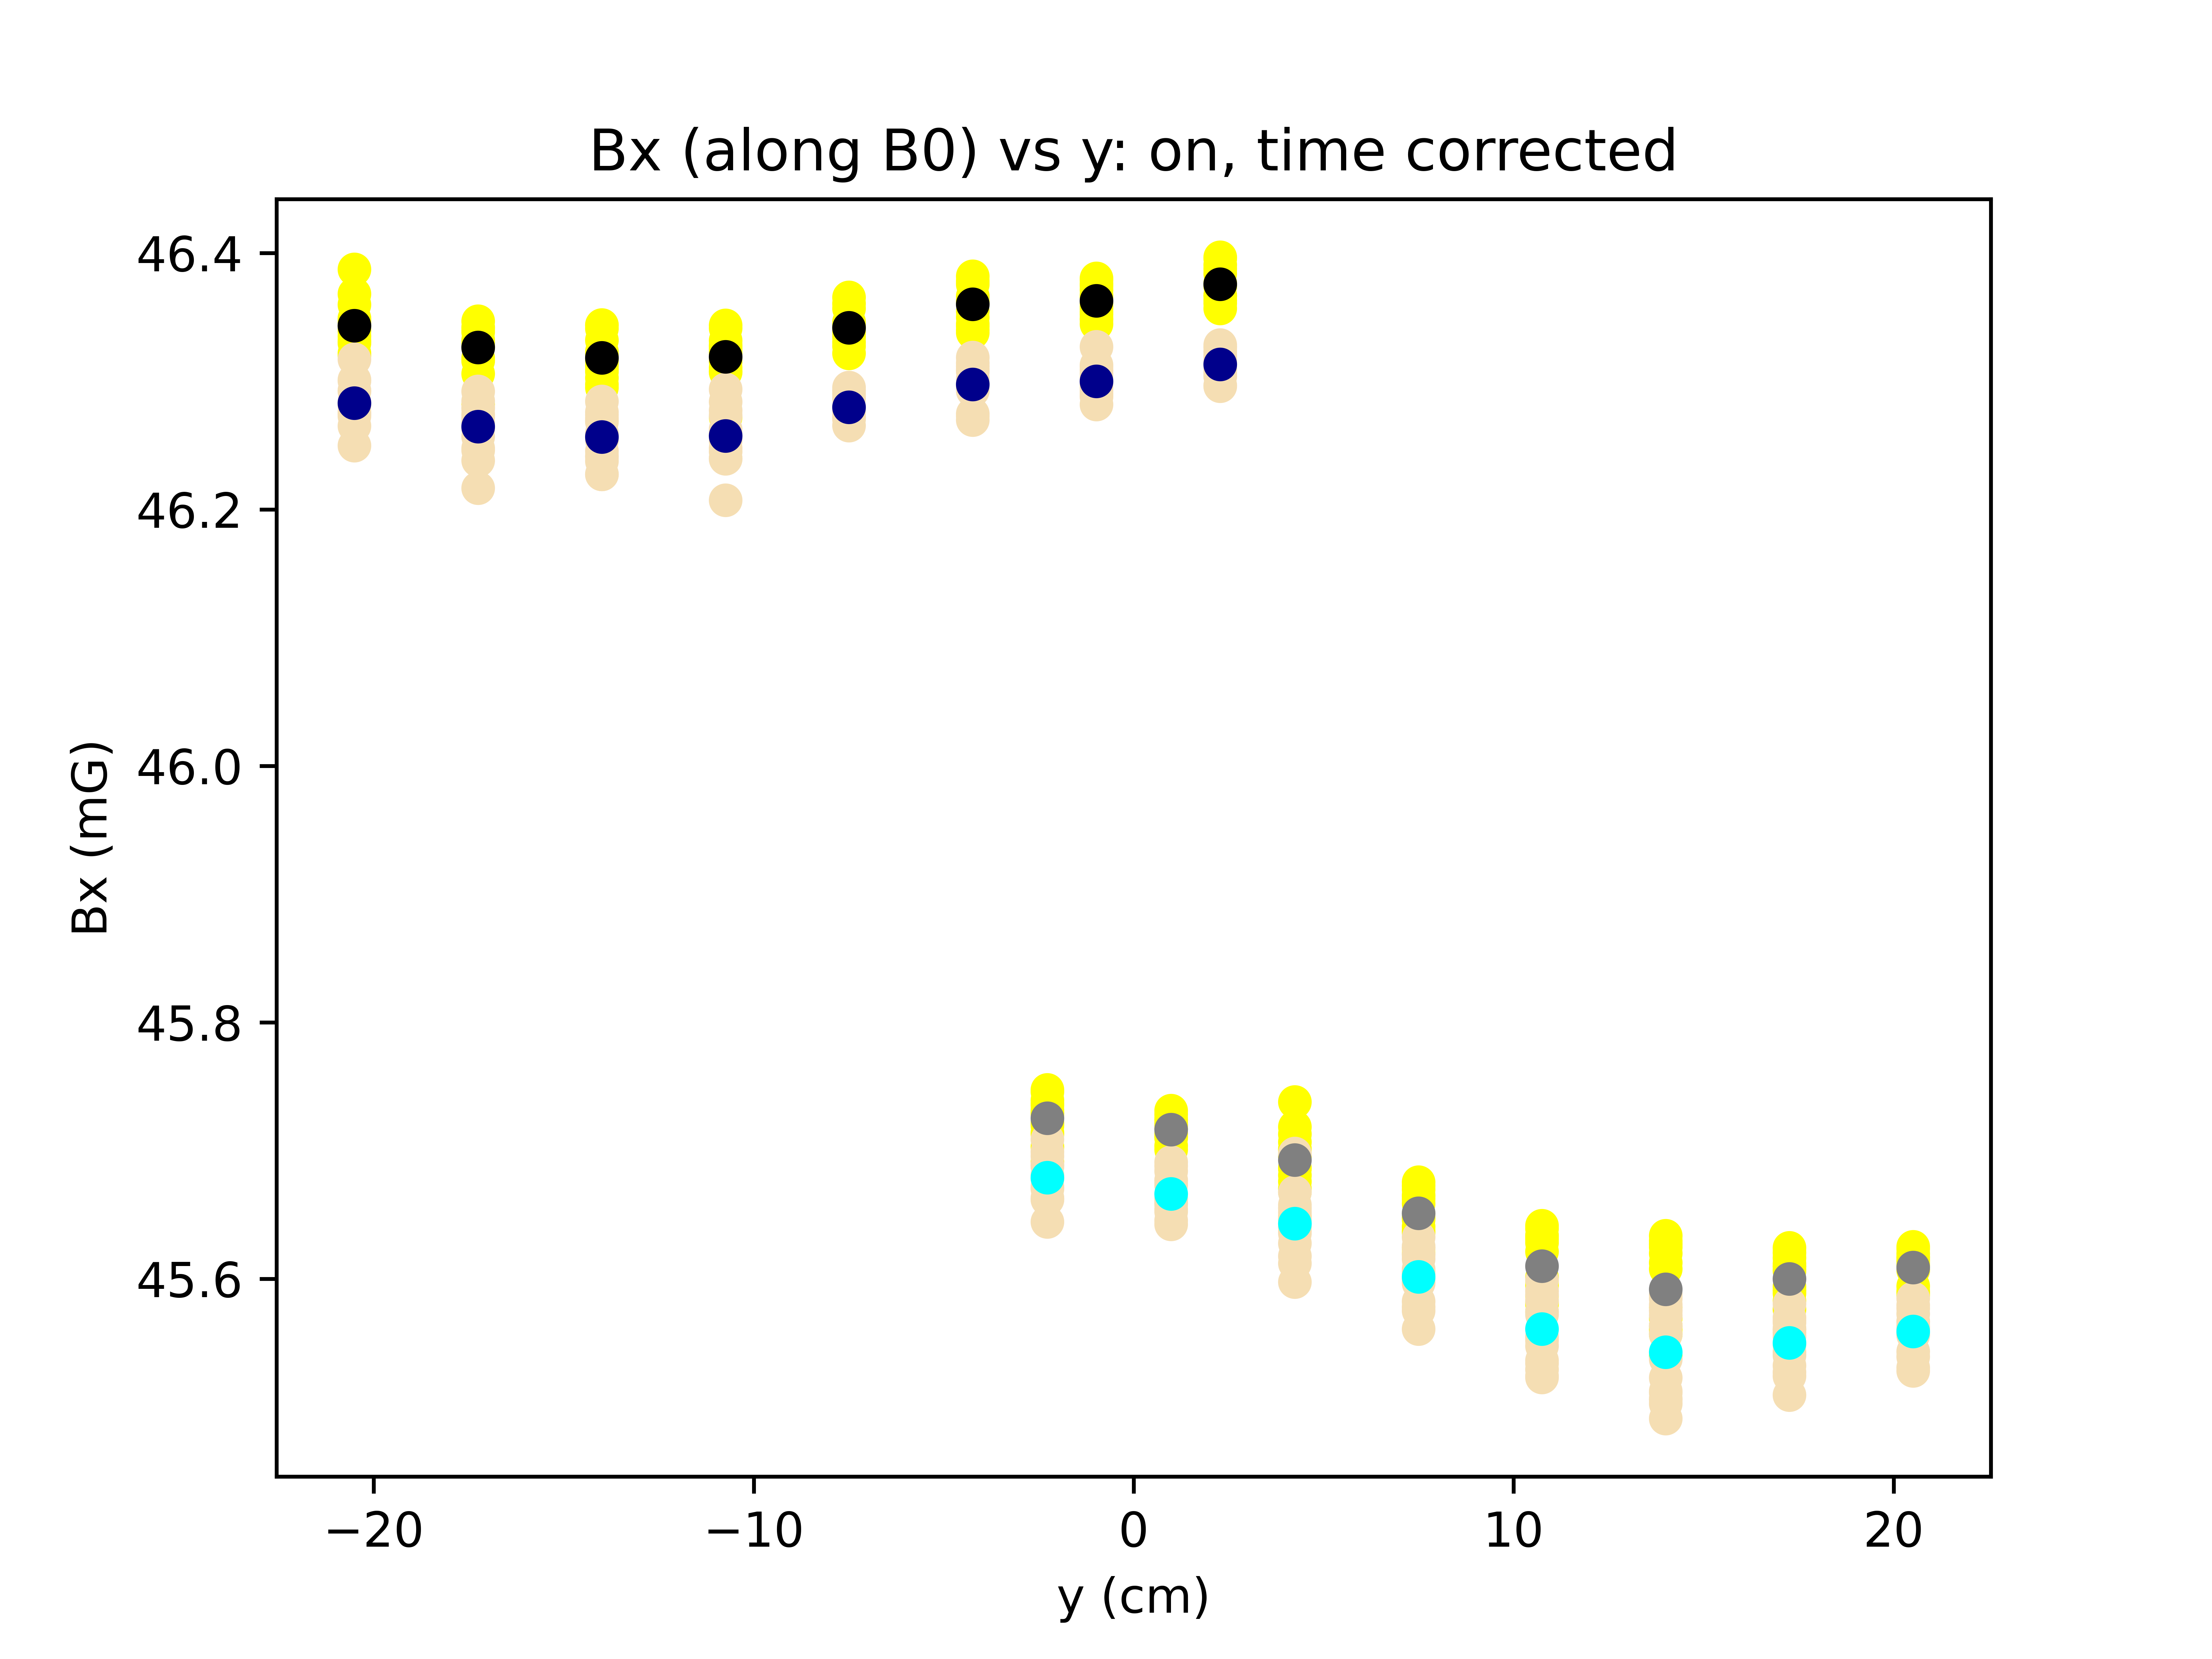 Bx (along B0) vs y: on, time corrected
46.4
46.2
46.0
45.8
45.6
Bx (mG)
−20 −10 0 10 20
y (cm)